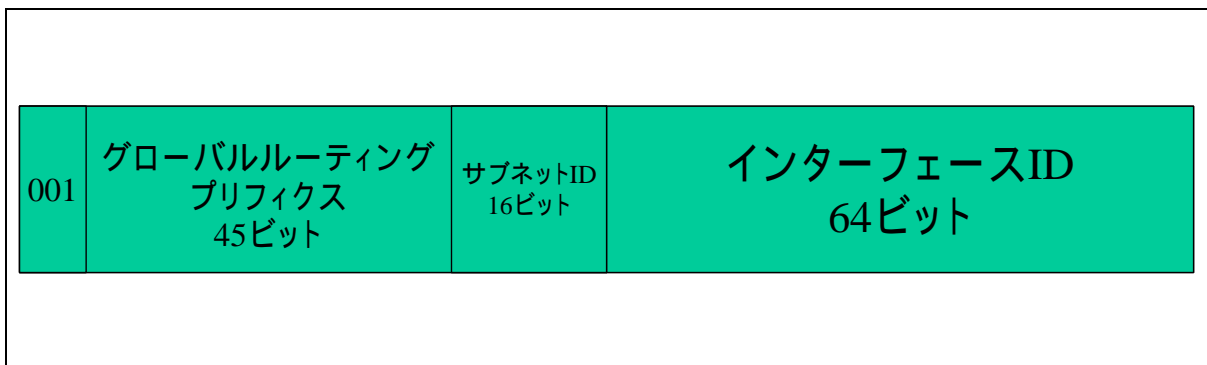 001
グローバルルーティング
プリフィクス
45ビット
サブネットID
16ビット
インターフェースID
64ビット